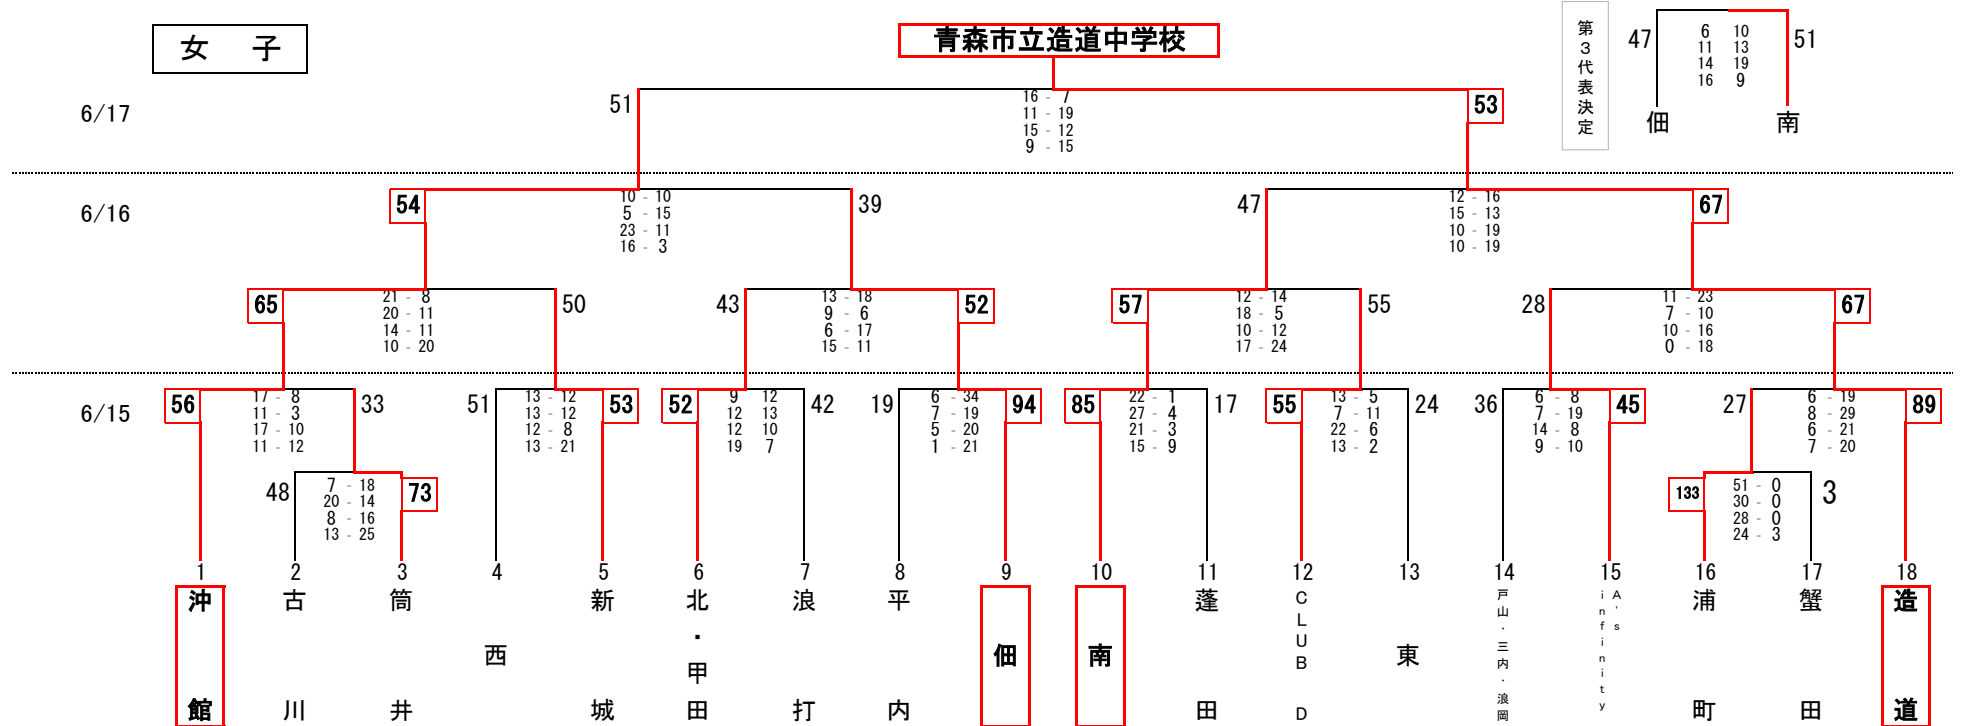 女 子
青森市立造道中学校
第3代表決定
47
6 10
11 13
14 19
16 9
51
佃
南
6/17
51
16 - 7
11 - 19
15 - 12
9 - 15
53
6/16
54
10 - 10
5 - 15
23 - 11
16 - 3
39
47
12 - 16
15 - 13
10 - 19
10 - 19
67
65
21 - 8
20 - 11
14 - 11
10 - 20
50
43
13 - 18
9 - 6
6 - 17
15 - 11
52
57
12 - 14
18 - 5
10 - 12
17 - 24
55
28
11 - 23
7 - 10
10 - 16
0 - 18
67
6/15
56
17 - 8
11 - 3
17 - 10
11 - 12
33
51
13 - 12
13 - 12
12 - 8
13 - 21
53
52
9 12
12 13
12 10
19 7
42
19
6 - 34
7 - 19
5 - 20
1 - 21
94
85
22 - 1
27 - 4
21 - 3
15 - 9
17
55
13 - 5
7 - 11
22 - 6
13 - 2
24
36
6 - 8
7 - 19
14 - 8
9 - 10
45
27
6 - 19
8 - 29
6 - 21
7 - 20
89
48
7 - 18
20 - 14
8 - 16
13 - 25
73
133
51 - 0
30 - 0
28 - 0
24 - 3
3
1 2 3 4 5 6 7 8 9 10 11 12 13 14 15 16 17 18
沖館
古川
筒井
西
新城
北・甲田
浪打
平内
佃
南
蓬田
CLUB D
東
戸山・三内・浪岡
A's
infinity
浦町
蟹田
造道